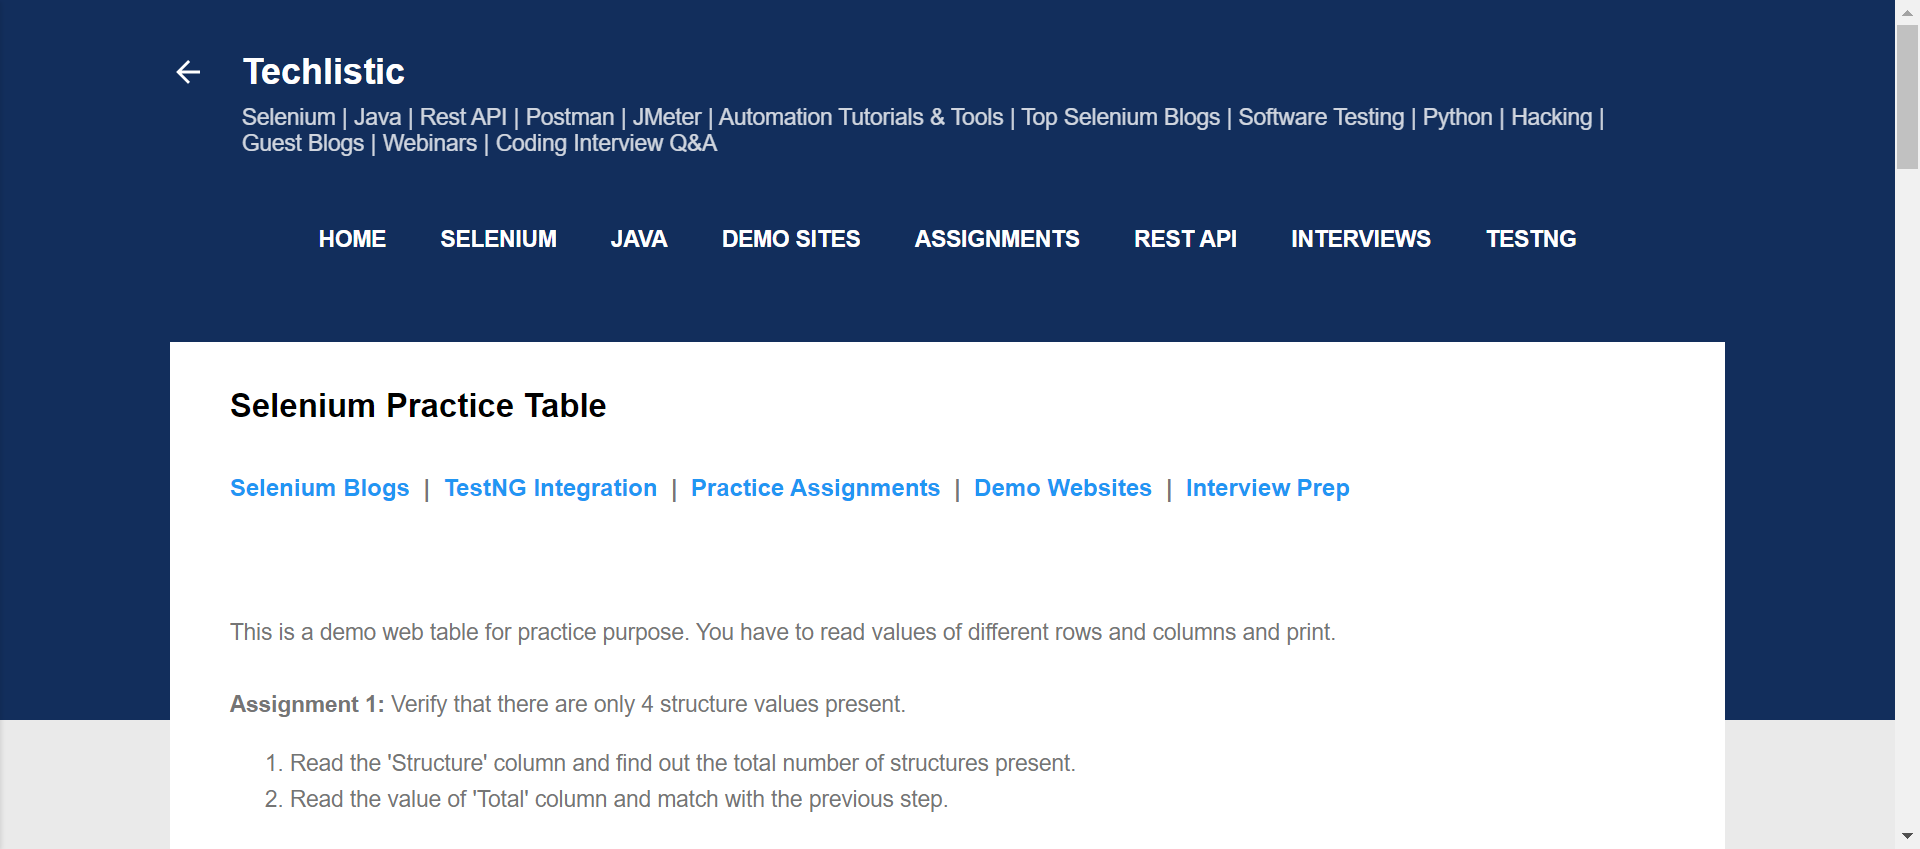 Techlistic
Selenium | Java | Rest API | Postman | JMeter | Automation Tutorials & Tools | Top Selenium Blogs | Software Testing | Python | Hacking |
Guest Blogs | Webinars | Coding Interview Q&A
HOME SELENIUM JAVA DEMO SITES ASSIGNMENTS REST API INTERVIEWS TESTNG
Selenium Practice Table
Selenium Blogs | TestNG Integration | Practice Assignments | Demo Websites | Interview Prep
This is a demo web table for practice purpose. You have to read values of different rows and columns and print.
Assignment 1: Verify that there are only 4 structure values present.
1. Read the 'Structure' column and find out the total number of structures present.
2. Read the value of 'Total' column and match with the previous step.